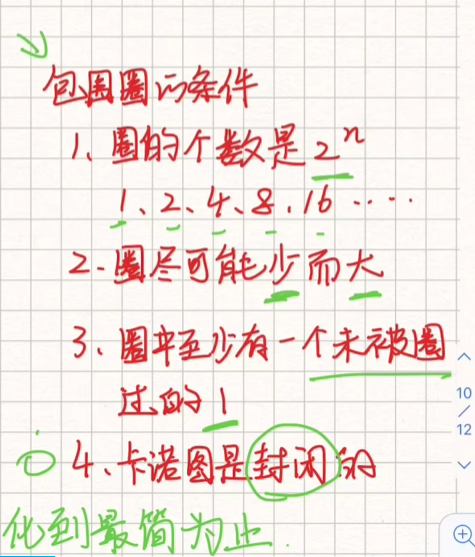 包围圈的条件
1、圈的个数是2ⁿ
1、2、4、8、16 ····
2、圈尽可能少而大
3、圈中至少有一个未被圈
过的1
4、卡诺图是封闭的
化到最简为止.
10
/
12